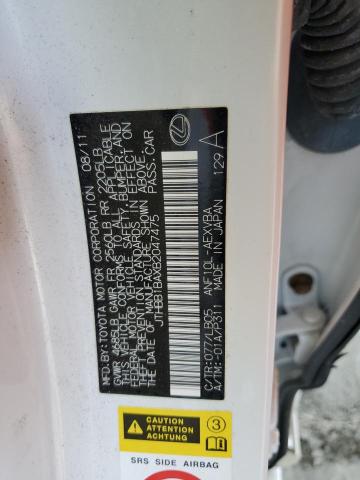 MFD.BY:TOYOTA MOTOR CORPORATION 08/11
GVWR 4685LB GAWR FR 2560LB RR 2205LB
THIS VEHICLE CONFORMS TO ALL APPLICABLE
FEDERAL MOTOR VEHICLE SAFETY, BUMPER, AND
THEFT PREVENTION STANDARDS IN EFFECT ON
THE DATE OF MANUFACTURE SHOWN ABOVE.
JTHBB1BAXB2047475 PASS.CAR
C/TR:077/LB05 ANF10L-AEXVBA
A/TM:-01A/P311 MADE IN JAPAN
129 A
CAUTION
ATTENTION
ACHTUNG
3
SRS SIDE AIRBAG